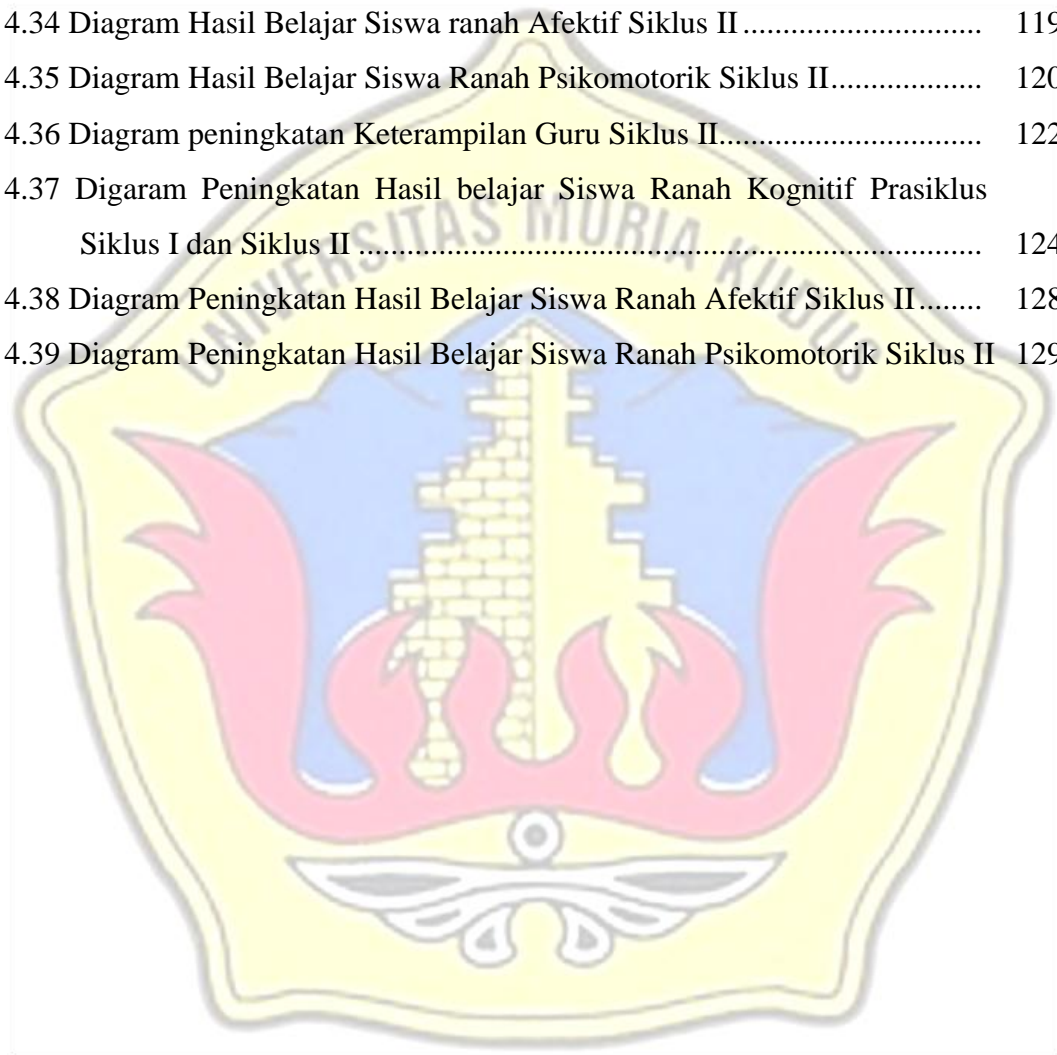 4.34 Diagram Hasil Belajar Siswa ranah Afektif Siklus II ............................. 119
4.35 Diagram Hasil Belajar Siswa Ranah Psikomotorik Siklus II.................. 120
4.36 Diagram peningkatan Keterampilan Guru Siklus II............................... 122
4.37 Digaram Peningkatan Hasil belajar Siswa Ranah Kognitif Prasiklus
Siklus I dan Siklus II ........................................................................... 124
4.38 Diagram Peningkatan Hasil Belajar Siswa Ranah Afektif Siklus II ........ 128
4.39 Diagram Peningkatan Hasil Belajar Siswa Ranah Psikomotorik Siklus II 129
UNIVERSITAS MURIA KUDUS